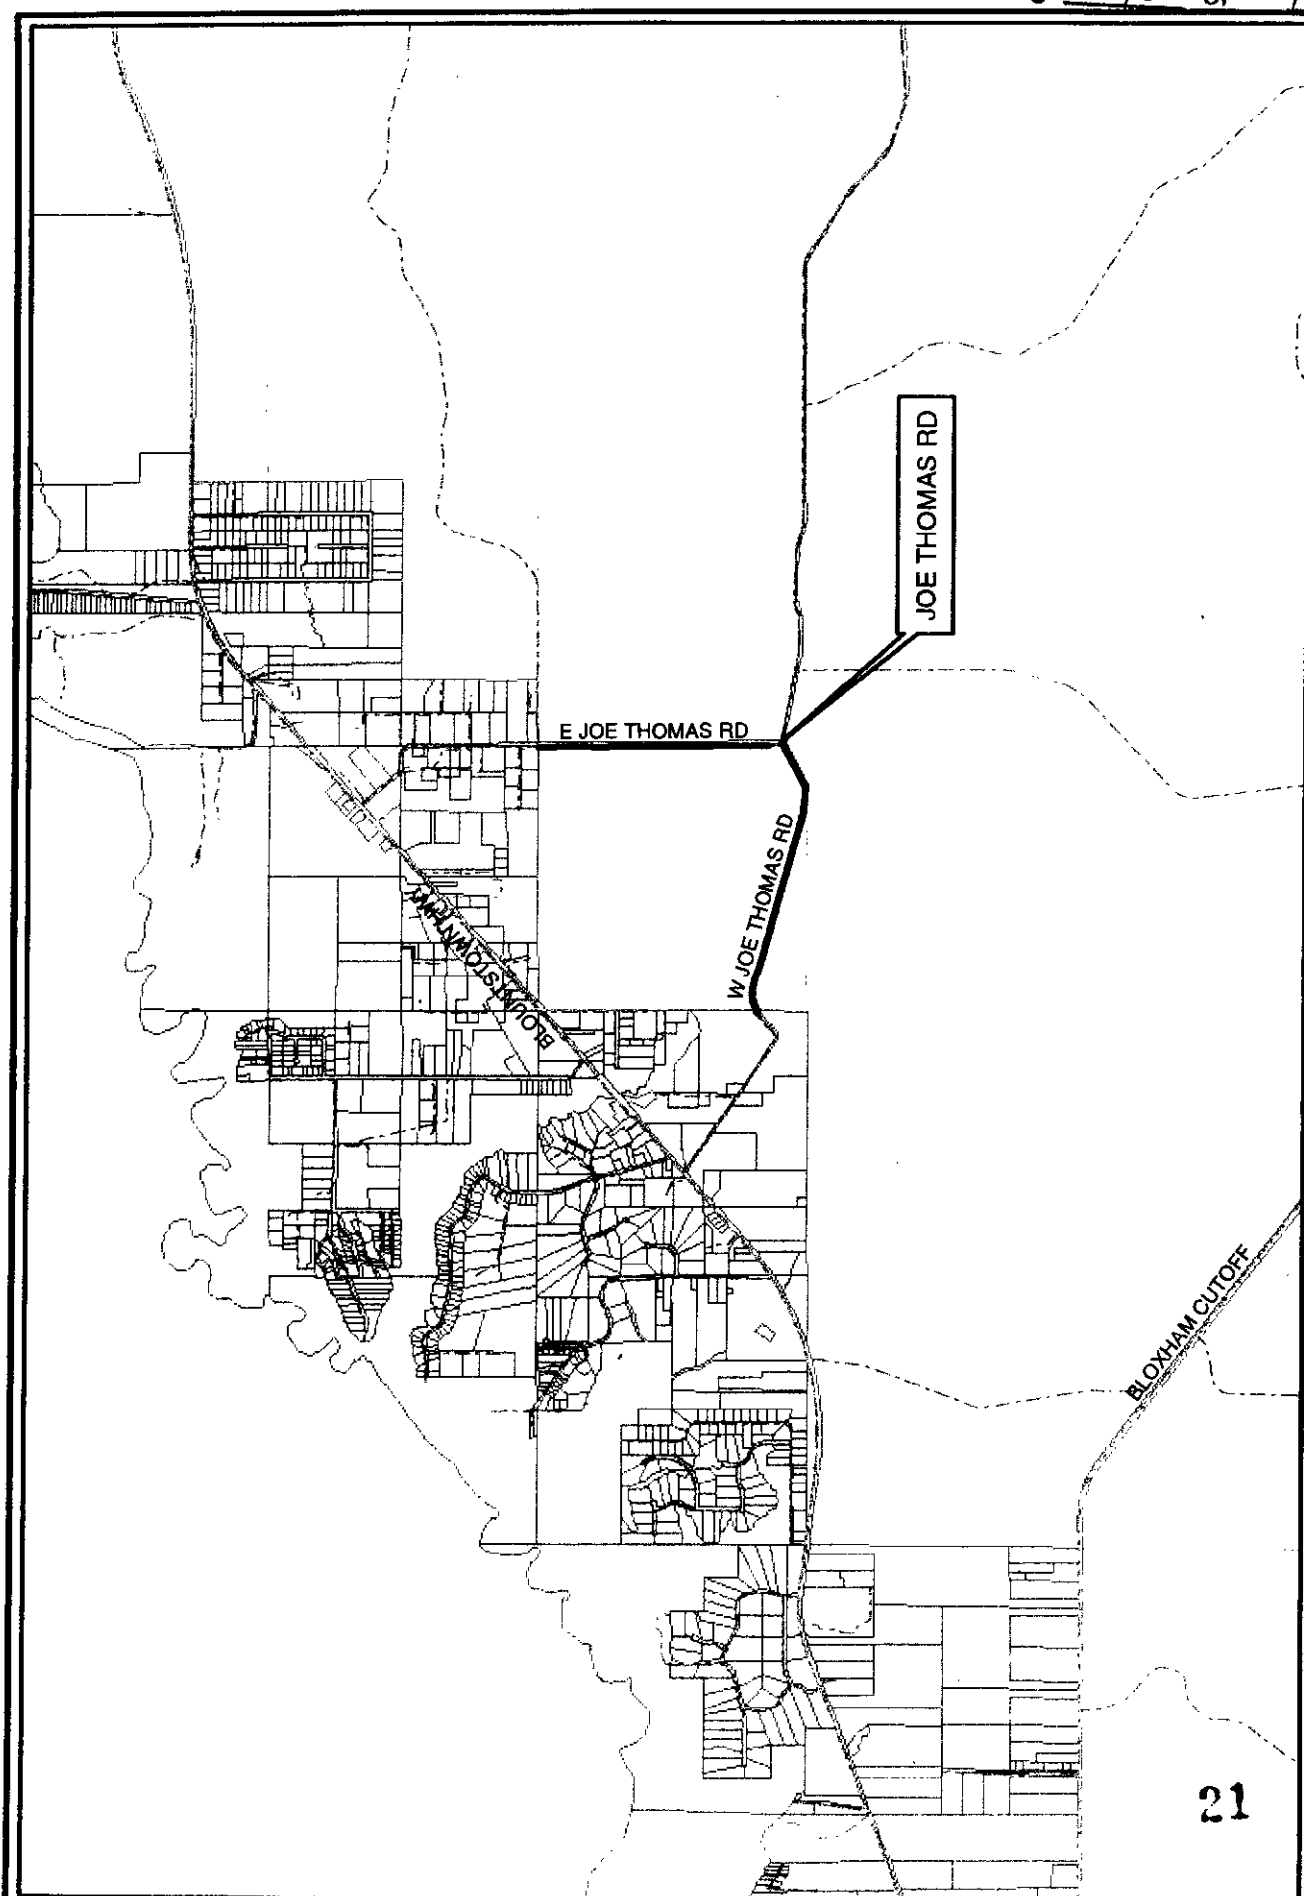 JOE THOMAS RD
E JOE THOMAS RD
W JOE THOMAS RD
BLOUNTSTOWN HWY
BLOXHAM CUTOFF
21